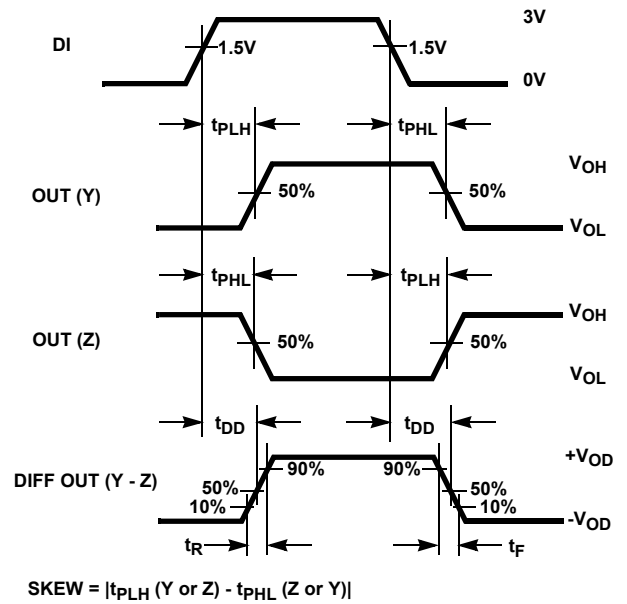 3V
DI
1.5V
1.5V
0V
tPLH
tPHL
VOH
OUT (Y)
50%
50%
VOL
tPHL
tPLH
VOH
OUT (Z)
50%
50%
VOL
tDD
tDD
+VOD
90%
90%
DIFF OUT (Y - Z)
50%
50%
10%
10%
-VOD
tR
tF
SKEW = |tPLH (Y or Z) - tPHL (Z or Y)|